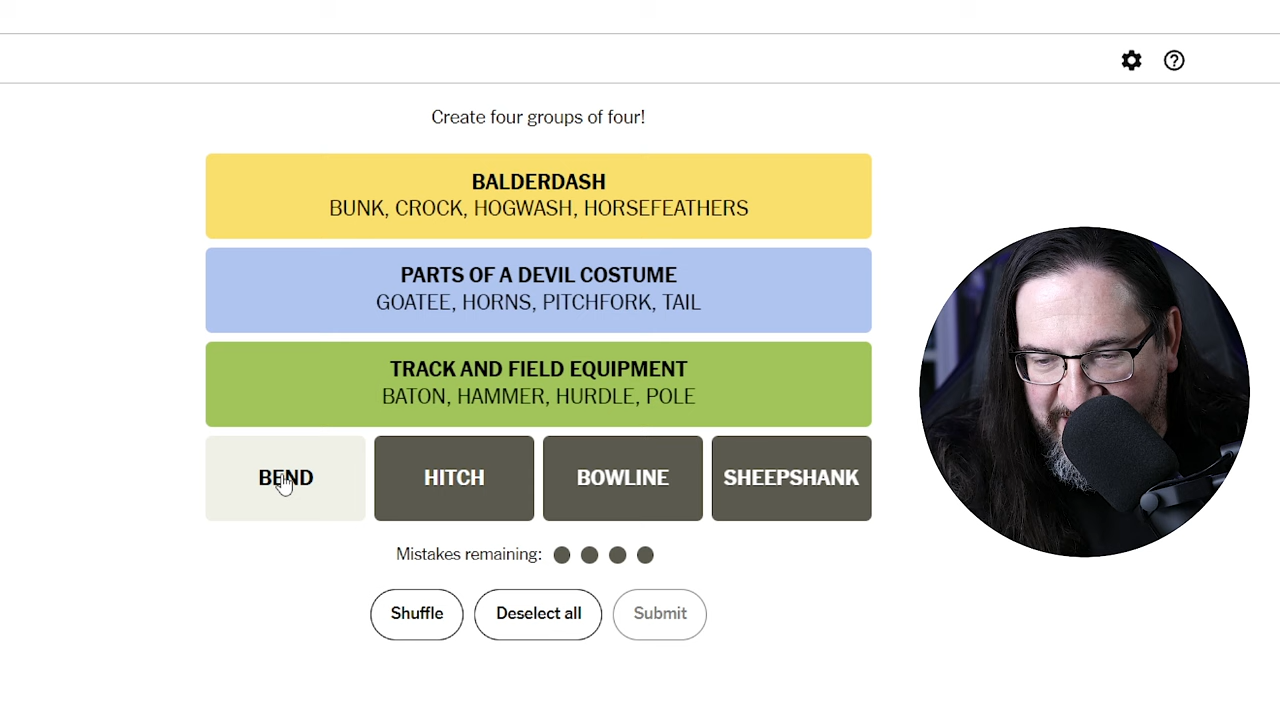 Create four groups of four!
BALDERDASH
BUNK, CROCK, HOGWASH, HORSEFEATHERS
PARTS OF A DEVIL COSTUME
GOATEE, HORNS, PITCHFORK, TAIL
TRACK AND FIELD EQUIPMENT
BATON, HAMMER, HURDLE, POLE
BEND HITCH BOWLINE SHEEPSHANK
Mistakes remaining:
Shuffle Deselect all Submit